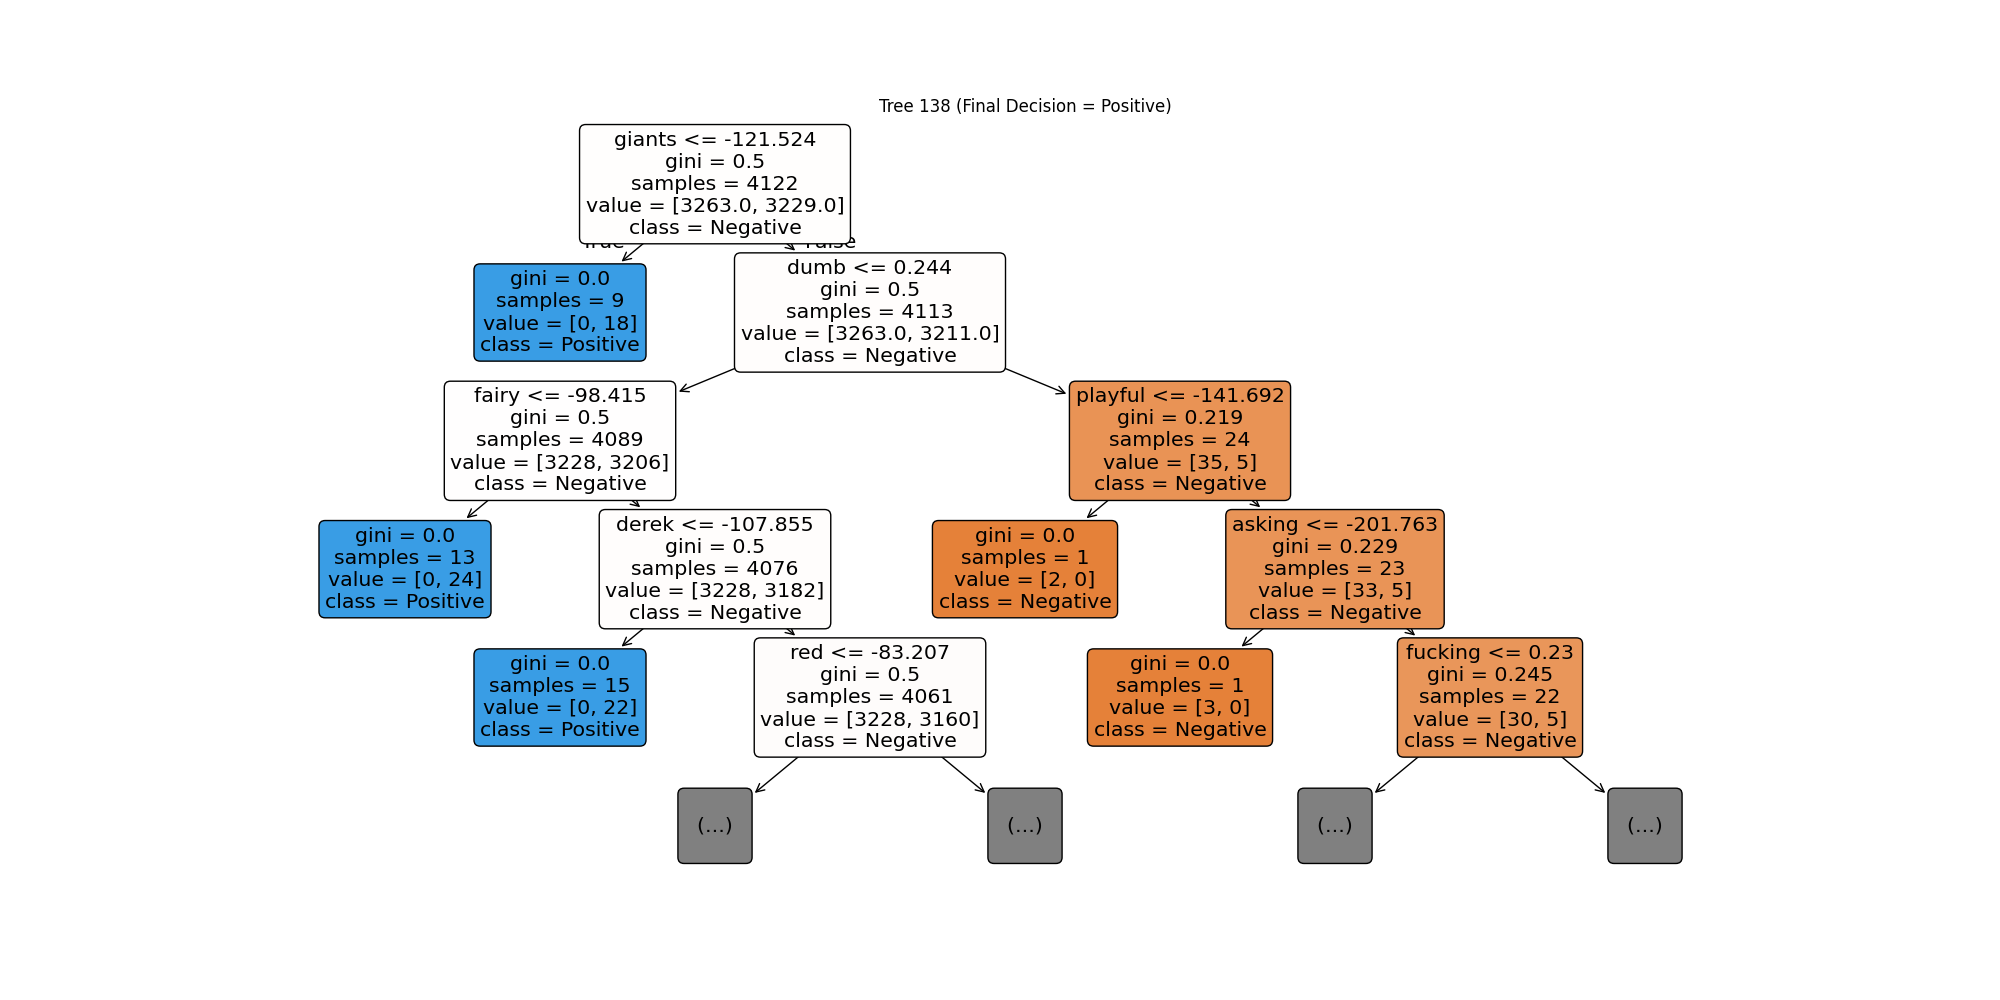 Tree 138 (Final Decision = Positive)
giants <= -121.524
gini = 0.5
samples = 4122
value = [3263.0, 3229.0]
class = Negative
True
False
gini = 0.0
samples = 9
value = [0, 18]
class = Positive
dumb <= 0.244
gini = 0.5
samples = 4113
value = [3263.0, 3211.0]
class = Negative
fairy <= -98.415
gini = 0.5
samples = 4089
value = [3228, 3206]
class = Negative
playful <= -141.692
gini = 0.219
samples = 24
value = [35, 5]
class = Negative
gini = 0.0
samples = 13
value = [0, 24]
class = Positive
derek <= -107.855
gini = 0.5
samples = 4076
value = [3228, 3182]
class = Negative
gini = 0.0
samples = 1
value = [2, 0]
class = Negative
asking <= -201.763
gini = 0.229
samples = 23
value = [33, 5]
class = Negative
gini = 0.0
samples = 15
value = [0, 22]
class = Positive
red <= -83.207
gini = 0.5
samples = 4061
value = [3228, 3160]
class = Negative
gini = 0.0
samples = 1
value = [3, 0]
class = Negative
fucking <= 0.23
gini = 0.245
samples = 22
value = [30, 5]
class = Negative
(...)
(...)
(...)
(...)